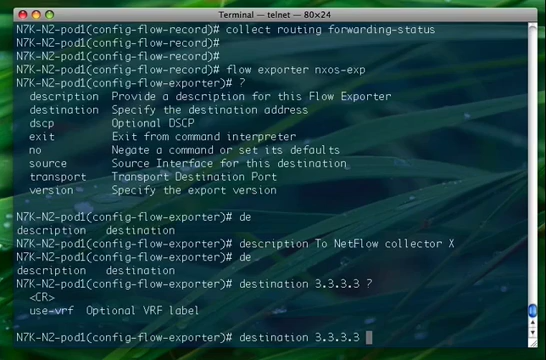 Terminal — telnet — 80×24
N7K-N2-pod1(config-flow-record)# collect routing forwarding-status
N7K-N2-pod1(config-flow-record)#
N7K-N2-pod1(config-flow-record)#
N7K-N2-pod1(config-flow-record)# flow exporter nxos-exp
N7K-N2-pod1(config-flow-exporter)# ?
description Provide a description for this Flow Exporter
destination Specify the destination address
dscp Optional DSCP
exit Exit from command interpreter
no Negate a command or set its defaults
source Source Interface for this destination
transport Transport Destination Port
version Specify the export version
N7K-N2-pod1(config-flow-exporter)# de
description destination
N7K-N2-pod1(config-flow-exporter)# description To NetFlow collector X
N7K-N2-pod1(config-flow-exporter)# de
description destination
N7K-N2-pod1(config-flow-exporter)# destination 3.3.3.3 ?
<CR>
use-vrf Optional VRF label
N7K-N2-pod1(config-flow-exporter)# destination 3.3.3.3